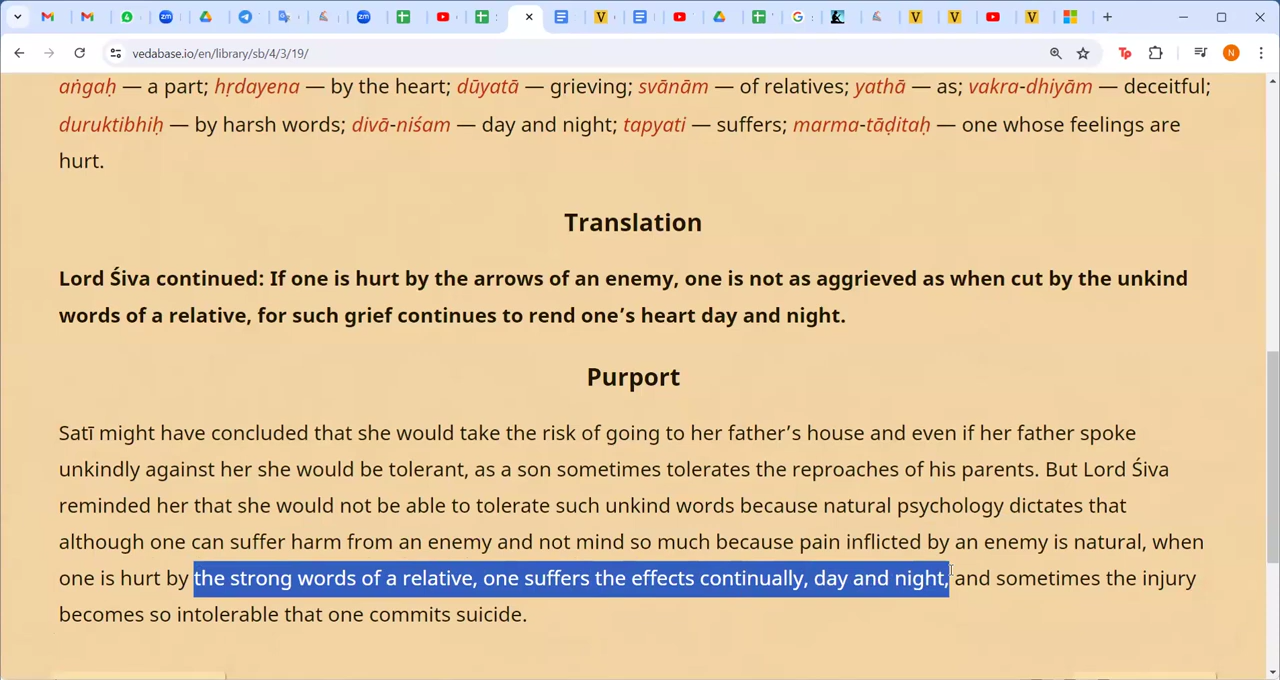 vedabase.io/en/library/sb/4/3/19/
aṅgaḥ — a part; hṛdayena — by the heart; dūyatā — grieving; svānām — of relatives; yathā — as; vakra-dhiyām — deceitful;
duruktibhiḥ — by harsh words; divā-niśam — day and night; tapyati — suffers; marma-tāḍitaḥ — one whose feelings are
hurt.
Translation
Lord Śiva continued: If one is hurt by the arrows of an enemy, one is not as aggrieved as when cut by the unkind
words of a relative, for such grief continues to rend one’s heart day and night.
Purport
Satī might have concluded that she would take the risk of going to her father’s house and even if her father spoke
unkindly against her she would be tolerant, as a son sometimes tolerates the reproaches of his parents. But Lord Śiva
reminded her that she would not be able to tolerate such unkind words because natural psychology dictates that
although one can suffer harm from an enemy and not mind so much because pain inflicted by an enemy is natural, when
one is hurt by the strong words of a relative, one suffers the effects continually, day and night, and sometimes the injury
becomes so intolerable that one commits suicide.